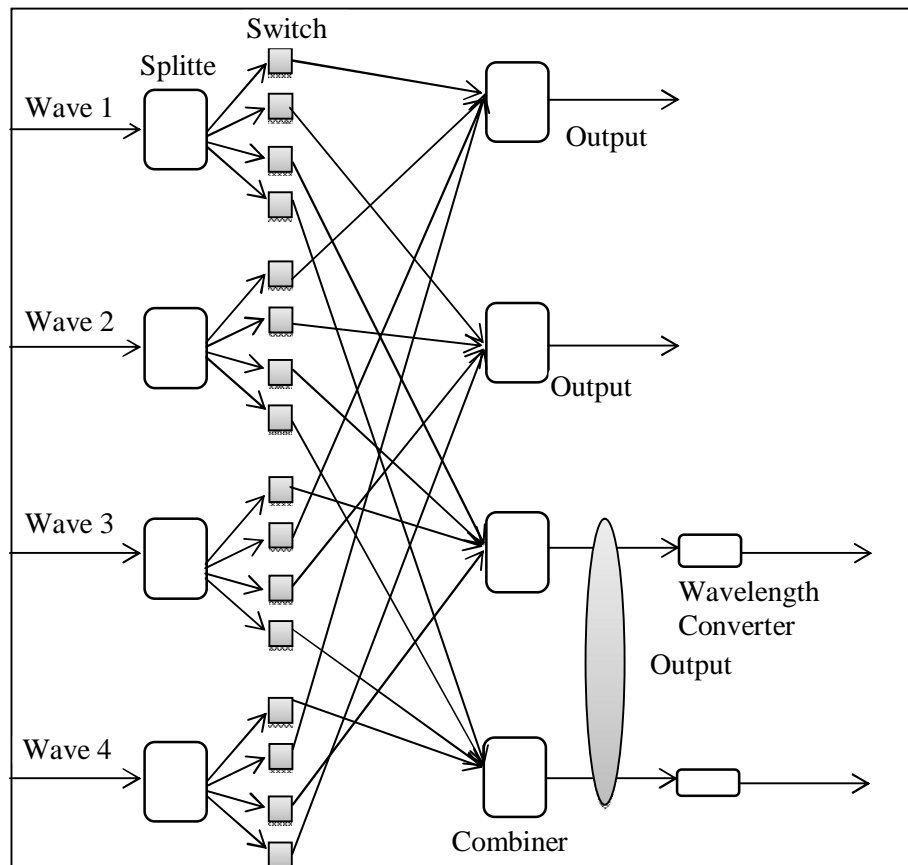 Switch
Splitte
Wave 1
Output
Wave 2
Output
Wave 3
Wavelength
Converter
Output
Wave 4
Combiner